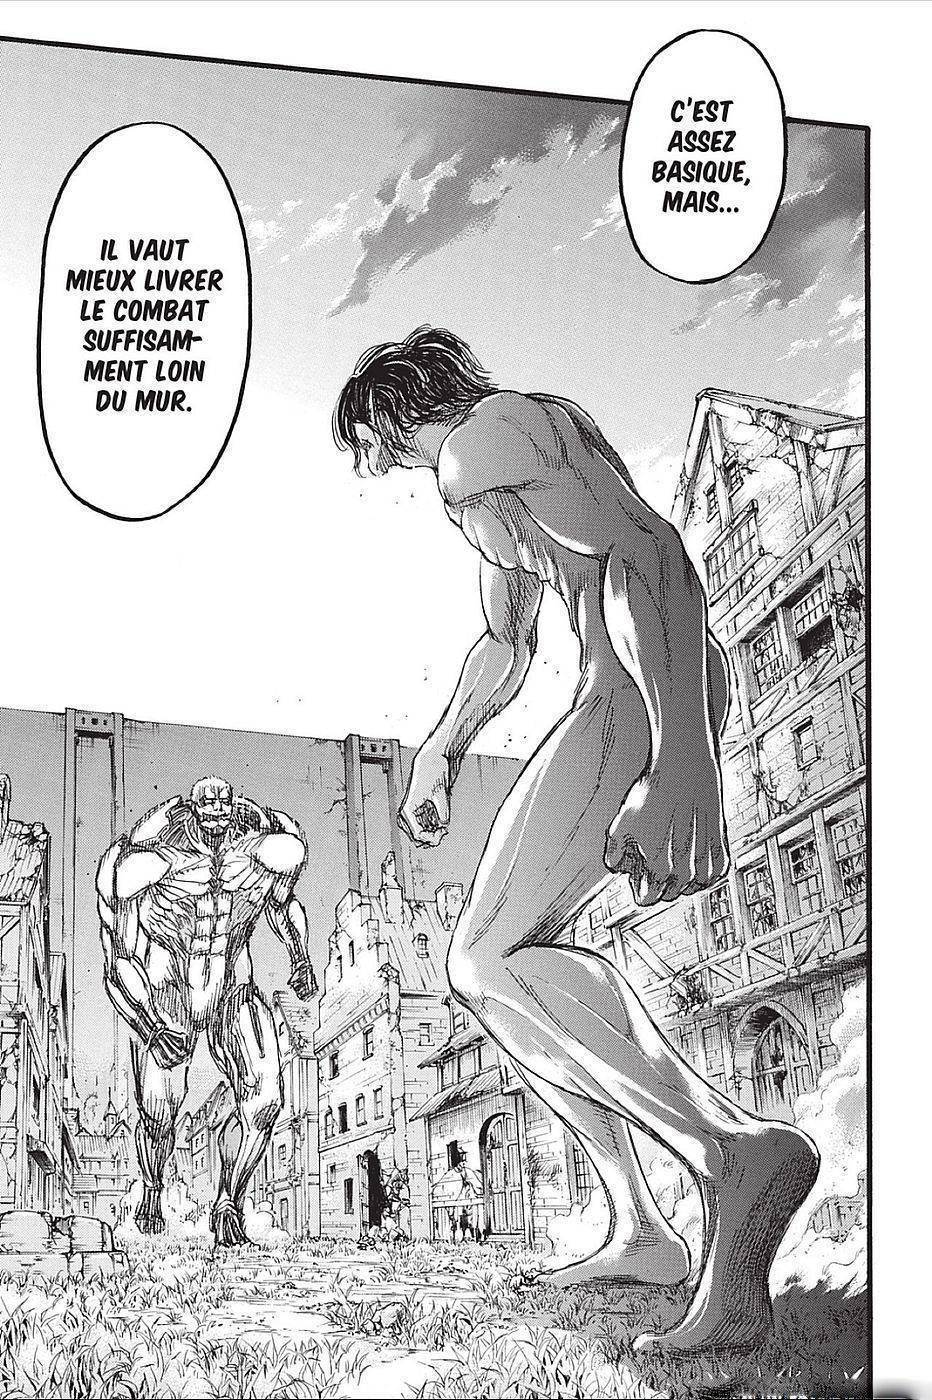 C'EST
ASSEZ
BASIQUE,
MAIS...
IL VAUT
MIEUX LIVRER
LE COMBAT
SUFFISAM-
MENT LOIN
DU MUR.